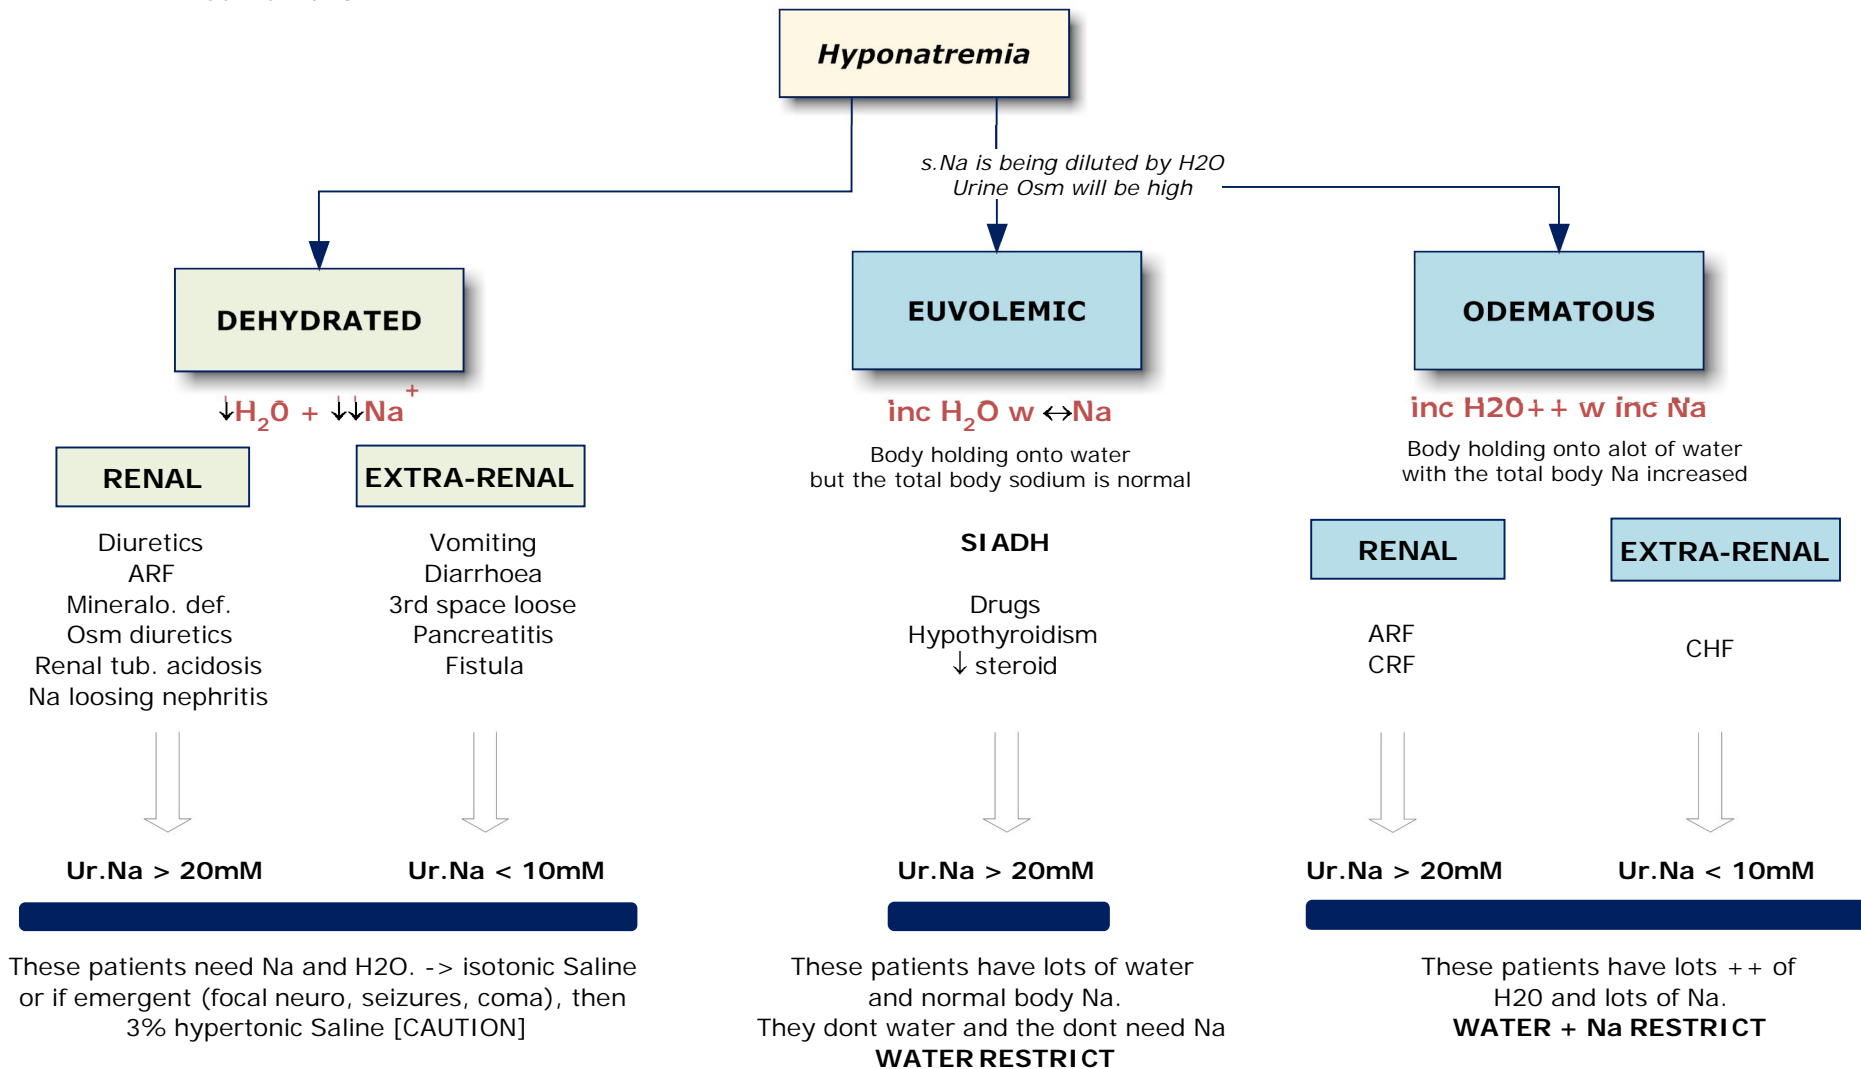 Hyponatremia
s.Na is being diluted by H2O
Urine Osm will be high
DEHYDRATED
↓H₂0 + ↓↓Na⁺
RENAL
Diuretics
ARF
Mineralo. def.
Osm diuretics
Renal tub. acidosis
Na loosing nephritis
Ur.Na > 20mM
EXTRA-RENAL
Vomiting
Diarrhoea
3rd space loose
Pancreatitis
Fistula
Ur.Na < 10mM
These patients need Na and H2O. -> isotonic Saline
or if emergent (focal neuro, seizures, coma), then
3% hypertonic Saline [CAUTION]
EUVOLEMIC
inc H₂O w ↔Na
Body holding onto water
but the total body sodium is normal
SIADH
Drugs
Hypothyroidism
↓ steroid
Ur.Na > 20mM
These patients have lots of water
and normal body Na.
They dont water and the dont need Na
WATER RESTRICT
ODEMATOUS
inc H20++ w inc Na
Body holding onto alot of water
with the total body Na increased
RENAL
ARF
CRF
Ur.Na > 20mM
EXTRA-RENAL
CHF
Ur.Na < 10mM
These patients have lots ++ of
H20 and lots of Na.
WATER + Na RESTRICT